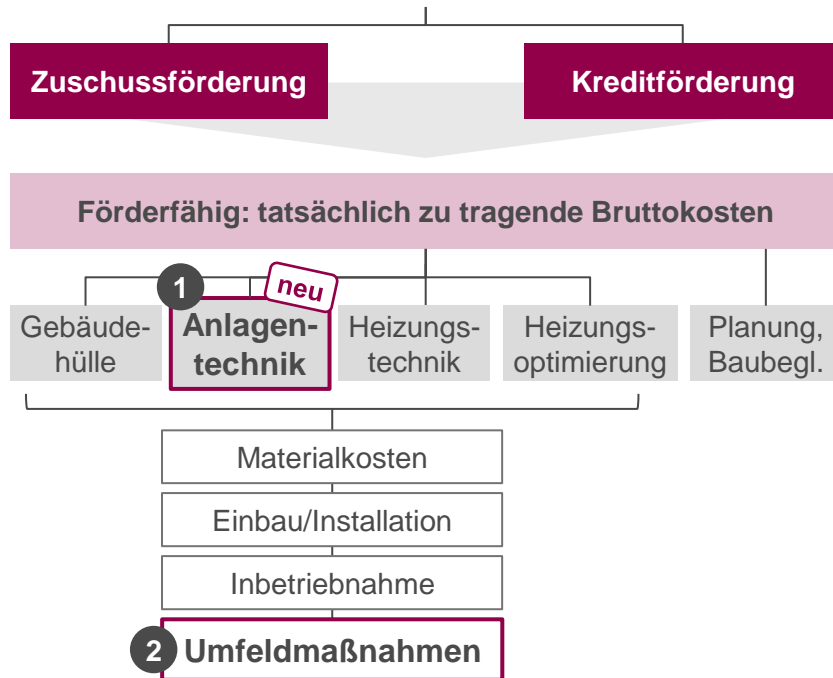 Zuschussförderung
Kreditförderung
Förderfähig: tatsächlich zu tragende Bruttokosten
1
neu
Gebäude-
hülle
Anlagen-
technik
Heizungs-
technik
Heizungs-
optimierung
Planung,
Baubegl.
Materialkosten
Einbau/Installation
Inbetriebnahme
2 Umfeldmaßnahmen